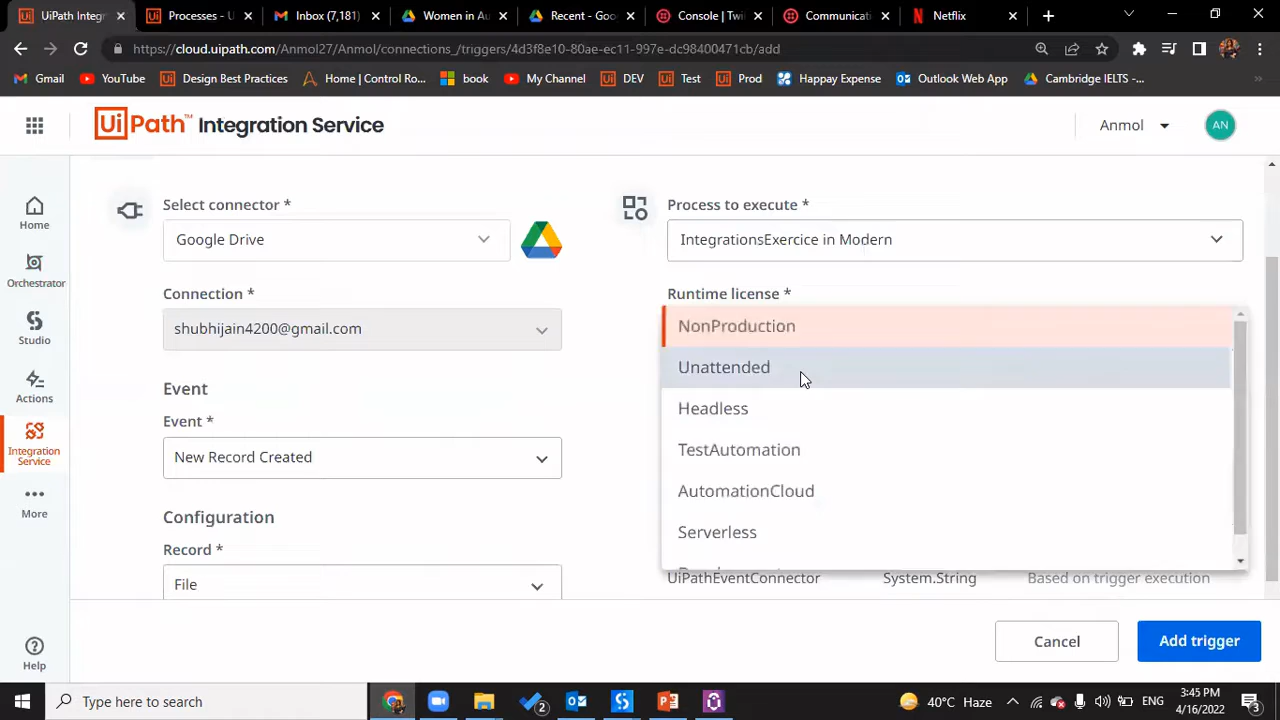 UiPath Integr
Processes - U
Inbox (7,181)
Women in Au
Recent - Goo
Console | Twi
Communicati
Netflix
https://cloud.uipath.com/Anmol27/Anmol/connections_/triggers/4d3f8e10-80ae-ec11-997e-dc98400471cb/add
Gmail
YouTube
Design Best Practices
Home | Control Ro...
book
My Channel
DEV
Test
Prod
Happay Expense
Outlook Web App
Cambridge IELTS -...
UiPath™ Integration Service
Anmol
AN
Home
Orchestrator
Studio
Actions
Integration
Service
More
Help
Select connector *
Google Drive
Connection *
shubhijain4200@gmail.com
Event
Event *
New Record Created
Configuration
Record *
File
Process to execute *
IntegrationsExercice in Modern
Runtime license *
NonProduction
Unattended
Headless
TestAutomation
AutomationCloud
Serverless
UiPathEventConnector
System.String
Based on trigger execution
Cancel
Add trigger
Type here to search
2
40°C Haze
ENG
3:45 PM
4/16/2022
3